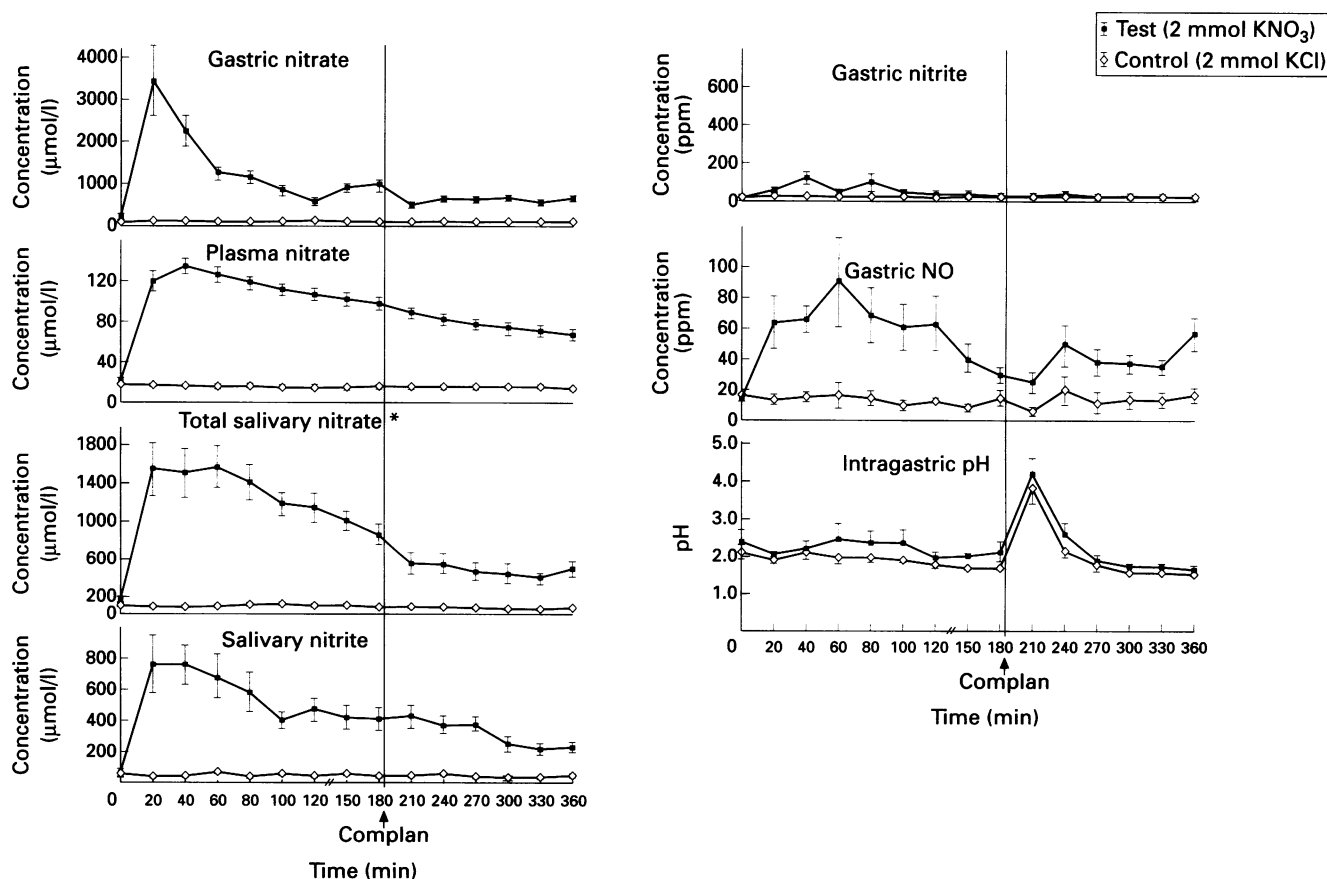 Test (2 mmol KNO₃)
Control (2 mmol KCl)
Gastric nitrate
Concentration
(μmol/l)
4000
3000
2000
1000
0
Plasma nitrate
Concentration
(μmol/l)
120
80
40
0
Total salivary nitrate *
Concentration
(μmol/l)
1800
1400
1000
600
200
0
Salivary nitrite
Concentration
(μmol/l)
800
600
400
200
0 20 40 60 80 100 120 150 180 210 240 270 300 330 360
Complan
Time (min)
Gastric nitrite
Concentration
(ppm)
600
400
200
0
Gastric NO
Concentration
(ppm)
100
80
60
40
20
0
Intragastric pH
pH
5.0
4.0
3.0
2.0
1.0
0 20 40 60 80 100 120 150 180 210 240 270 300 330 360
Complan
Time (min)